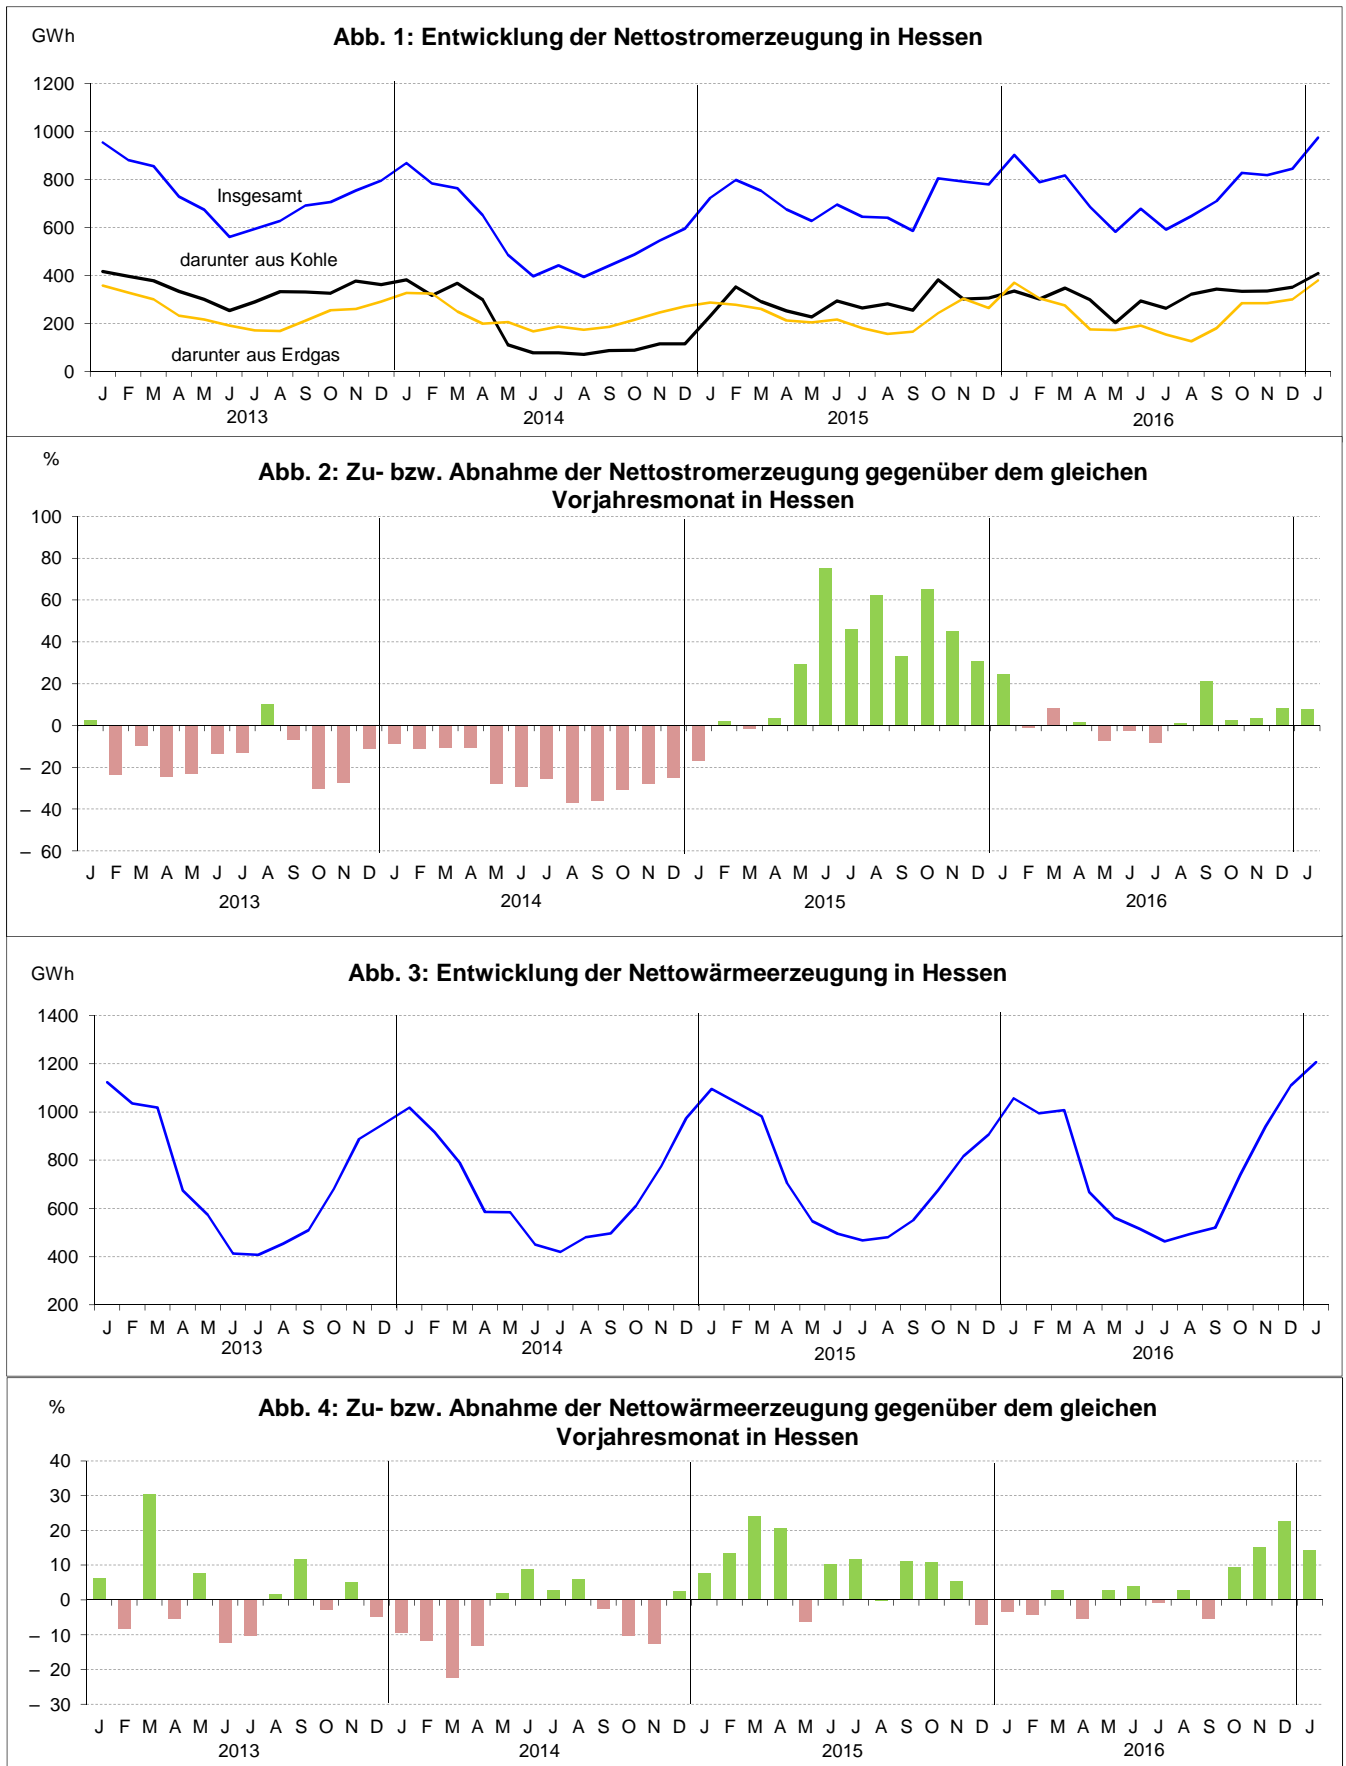 GWh
Abb. 1: Entwicklung der Nettostromerzeugung in Hessen
1200
1000
800
600
400
200
0
Insgesamt
darunter aus Kohle
darunter aus Erdgas
J F M A M J J A S O N D J F M A M J J A S O N D J F M A M J J A S O N D J F M A M J J A S O N D J
2013 2014 2015 2016
%
Abb. 2: Zu- bzw. Abnahme der Nettostromerzeugung gegenüber dem gleichen
Vorjahresmonat in Hessen
100
80
60
40
20
0
– 20
– 40
– 60
J F M A M J J A S O N D J F M A M J J A S O N D J F M A M J J A S O N D J F M A M J J A S O N D J
2013 2014 2015 2016
GWh
Abb. 3: Entwicklung der Nettowärmeerzeugung in Hessen
1400
1200
1000
800
600
400
200
J F M A M J J A S O N D J F M A M J J A S O N D J F M A M J J A S O N D J F M A M J J A S O N D J
2013 2014 2015 2016
%
Abb. 4: Zu- bzw. Abnahme der Nettowärmeerzeugung gegenüber dem gleichen
Vorjahresmonat in Hessen
40
30
20
10
0
– 10
– 20
– 30
J F M A M J J A S O N D J F M A M J J A S O N D J F M A M J J A S O N D J F M A M J J A S O N D J
2013 2014 2015 2016